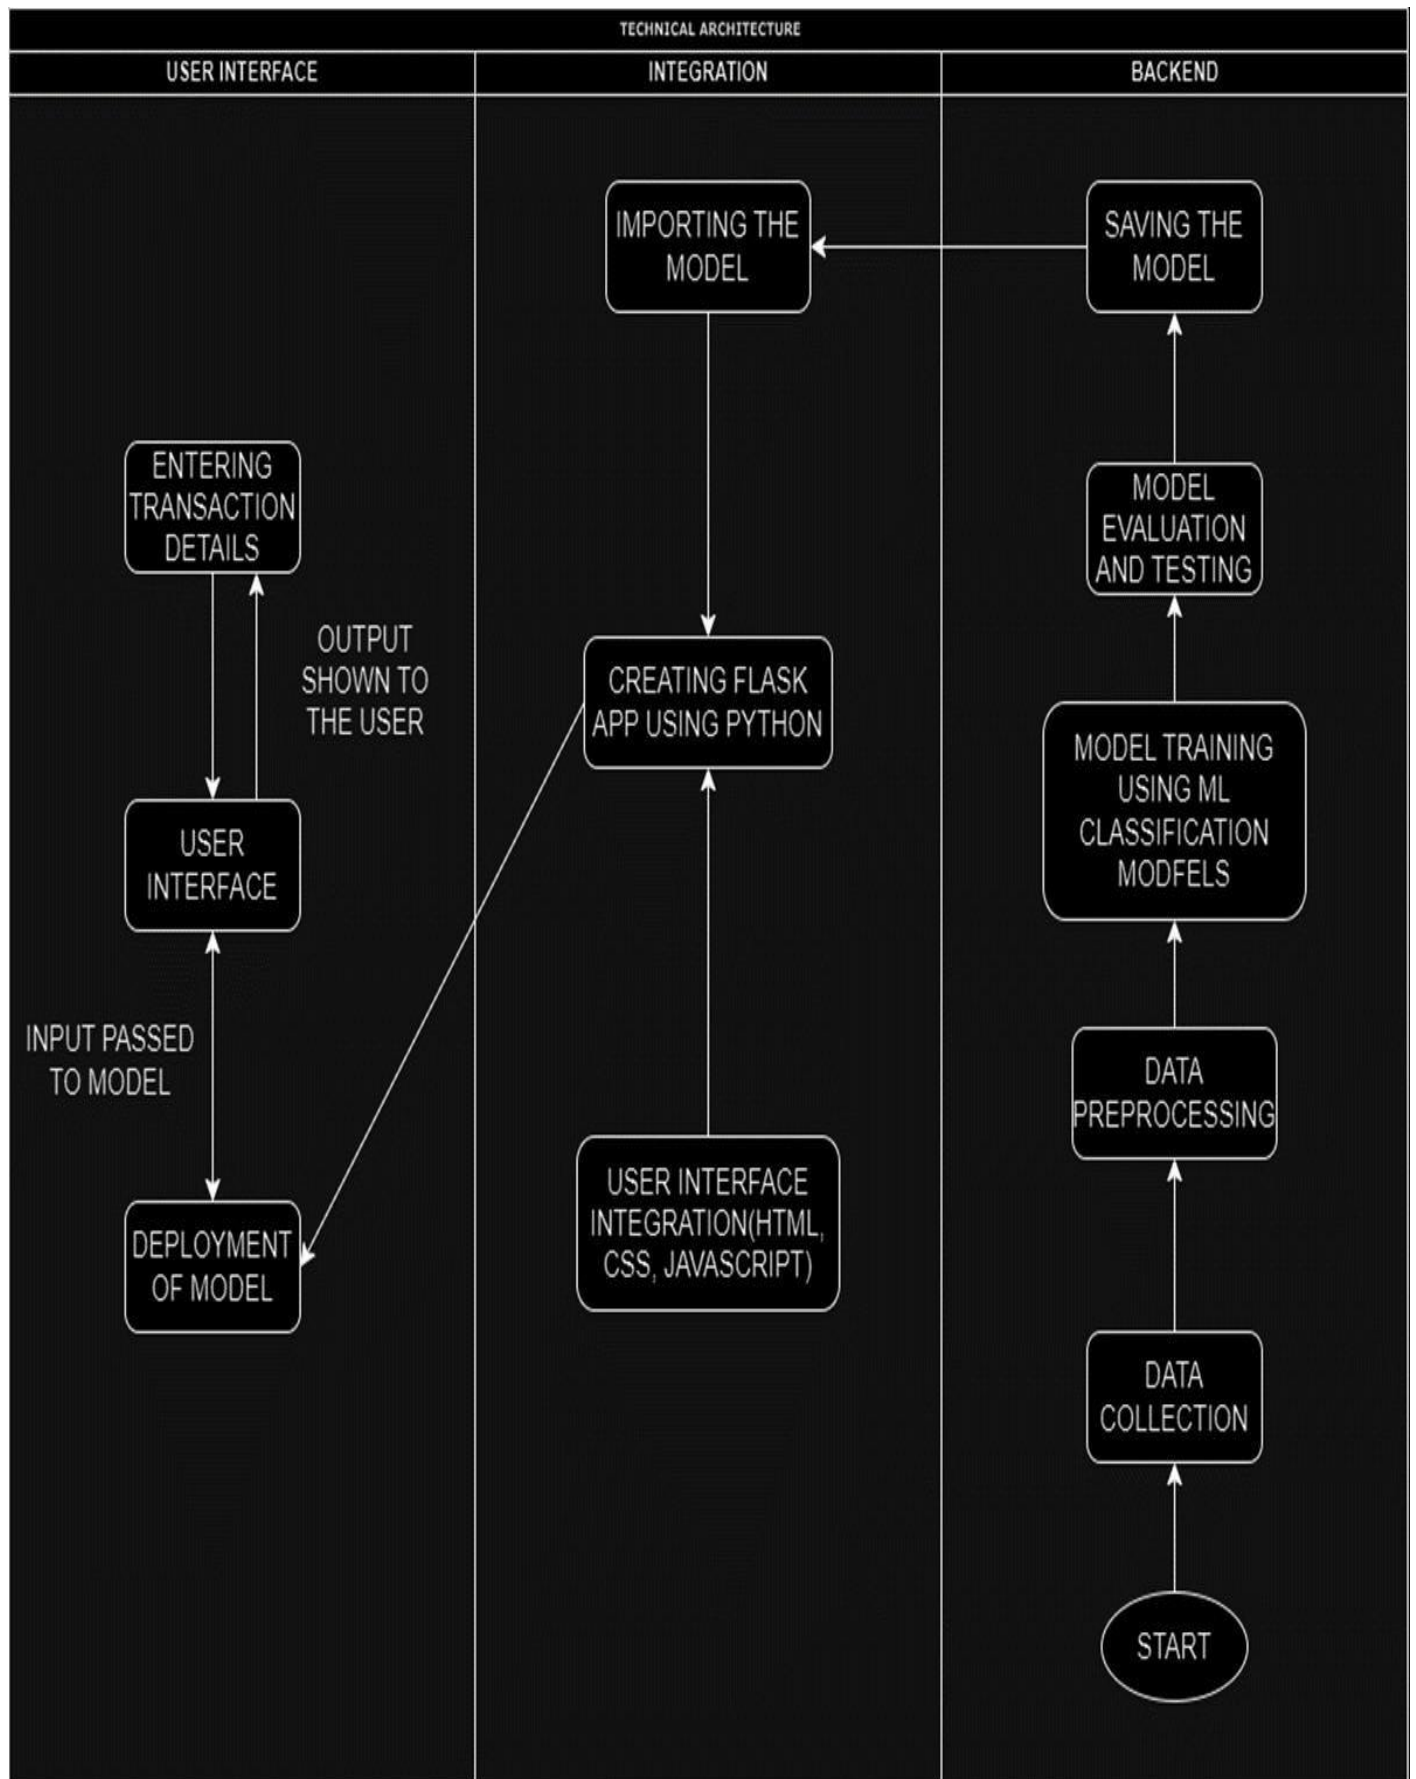 TECHNICAL ARCHITECTURE
USER INTERFACE
INTEGRATION
BACKEND
ENTERING
TRANSACTION
DETAILS
OUTPUT
SHOWN TO
THE USER
USER
INTERFACE
INPUT PASSED
TO MODEL
DEPLOYMENT
OF MODEL
IMPORTING THE
MODEL
CREATING FLASK
APP USING PYTHON
USER INTERFACE
INTEGRATION(HTML,
CSS, JAVASCRIPT)
SAVING THE
MODEL
MODEL
EVALUATION
AND TESTING
MODEL TRAINING
USING ML
CLASSIFICATION
MODFELS
DATA
PREPROCESSING
DATA
COLLECTION
START